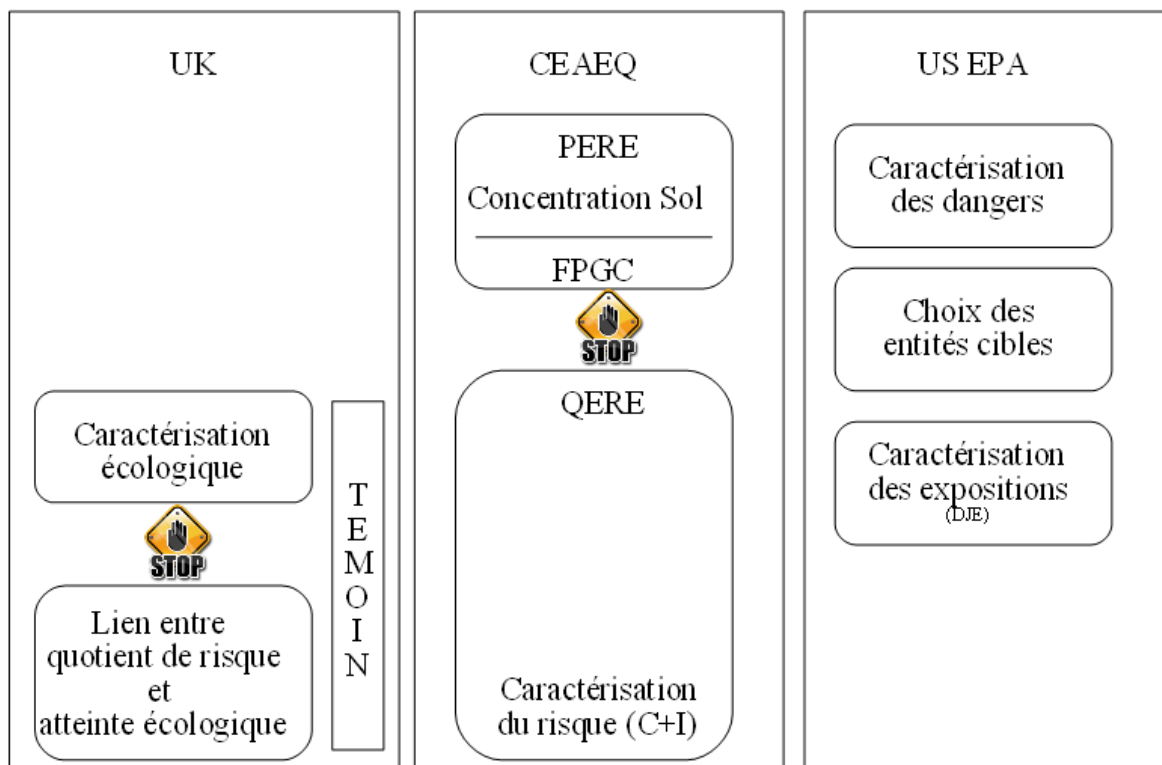 UK
Caractérisation
écologique
STOP
Lien entre
quotient de risque
et
atteinte écologique
T
E
M
O
I
N
CEAEQ
PERE
Concentration Sol
FPGC
STOP
QERE
Caractérisation
du risque (C+I)
US EPA
Caractérisation
des dangers
Choix des
entités cibles
Caractérisation
des expositions
(DJE)